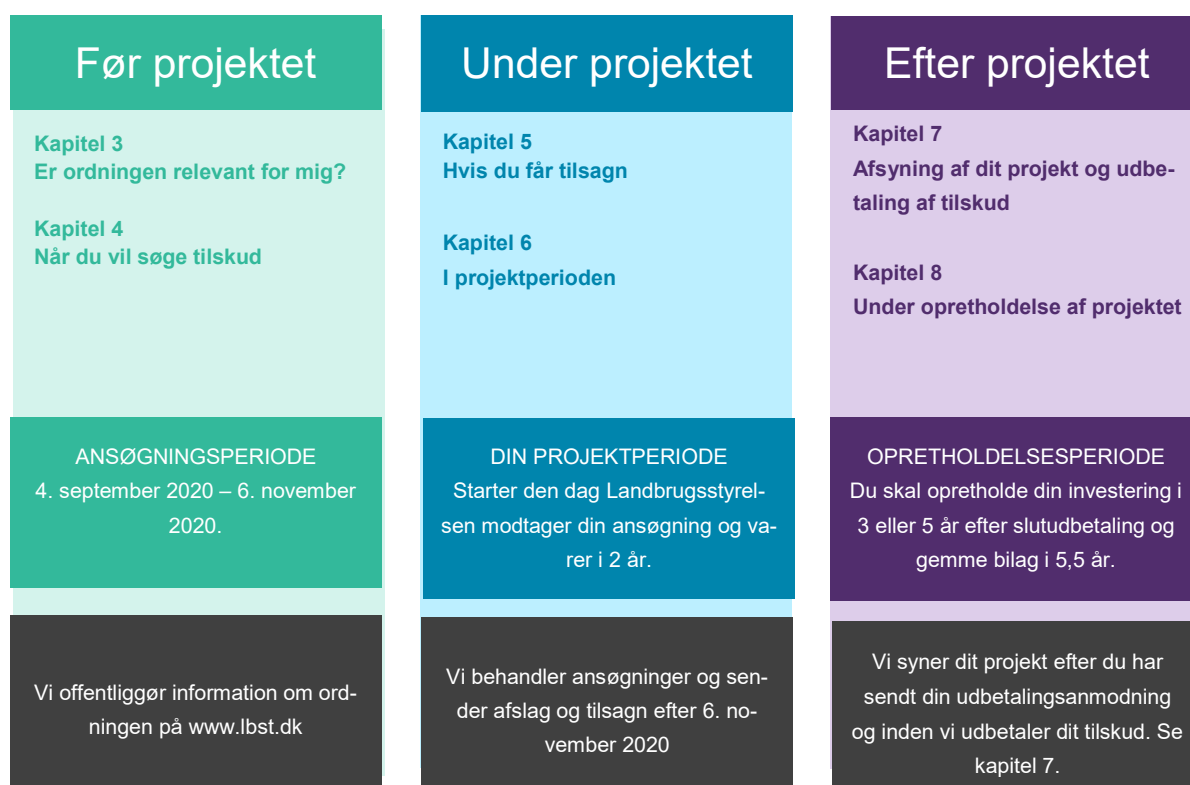 Før projektet
Kapitel 3
Er ordningen relevant for mig?
Kapitel 4
Når du vil søge tilskud
ANSØGNINGSPERIODE
4. september 2020 – 6. november
2020.
Vi offentliggør information om ord-
ningen på www.lbst.dk
Under projektet
Kapitel 5
Hvis du får tilsagn
Kapitel 6
I projektperioden
DIN PROJEKTPERIODE
Starter den dag Landbrugsstyrel-
sen modtager din ansøgning og va-
rer i 2 år.
Vi behandler ansøgninger og sen-
der afslag og tilsagn efter 6. no-
vember 2020
Efter projektet
Kapitel 7
Afsyning af dit projekt og udbe-
taling af tilskud
Kapitel 8
Under opretholdelse af projektet
OPRETHOLDELSESPERIODE
Du skal opretholde din investering i
3 eller 5 år efter slutudbetaling og
gemme bilag i 5,5 år.
Vi syner dit projekt efter du har
sendt din udbetalingsanmodning
og inden vi udbetaler dit tilskud. Se
kapitel 7.